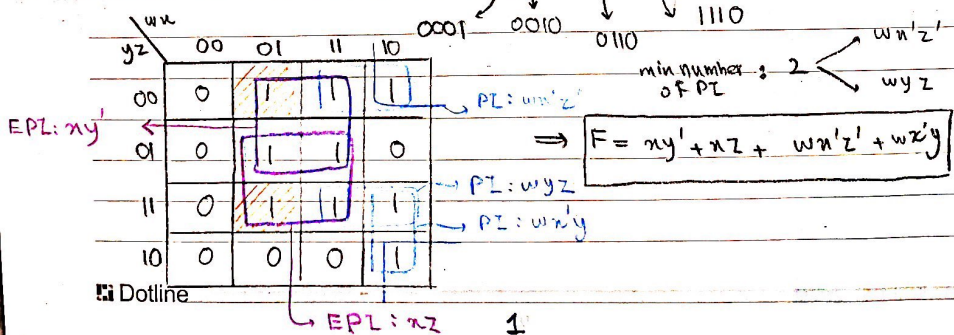 wx
yz 00 01 11 10
0001 0010 0110 1110
00 0 1 1 1
PI: wx'z'
min number of PI : 2
wx'z'
wyz
EPI: xy'
01 0 1 1 0
⇒ F = xy' + xz + wx'z' + wx'y
11 0 1 1 1
PI: wyz
PI: wx'y
10 0 0 0 1
Dotline
EPI: xz
1